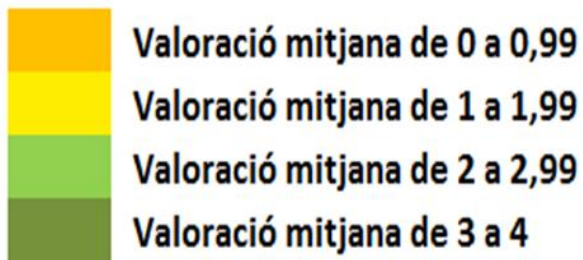 Valoració mitjana de 0 a 0,99
Valoració mitjana de 1 a 1,99
Valoració mitjana de 2 a 2,99
Valoració mitjana de 3 a 4